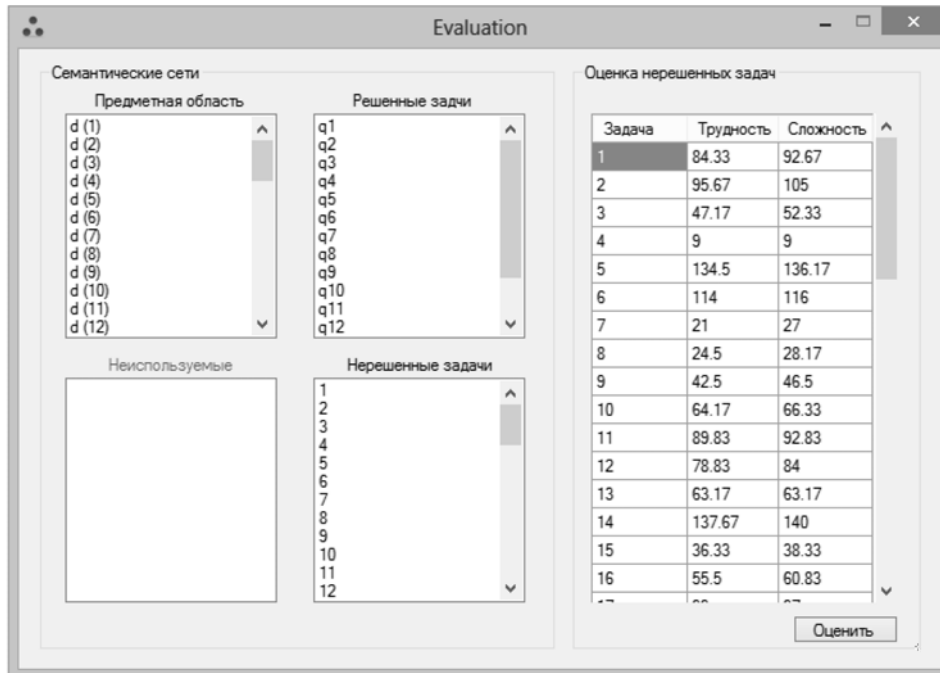 Evaluation
Семантические сети
Предметная область
d (1)
d (2)
d (3)
d (4)
d (5)
d (6)
d (7)
d (8)
d (9)
d (10)
d (11)
d (12)
Решенные задчи
q1
q2
q3
q4
q5
q6
q7
q8
q9
q10
q11
q12
Неиспользуемые
Нерешенные задачи
1
2
3
4
5
6
7
8
9
10
11
12
Оценка нерешенных задач
Задача Трудность Сложность
1 84.33 92.67
2 95.67 105
3 47.17 52.33
4 9 9
5 134.5 136.17
6 114 116
7 21 27
8 24.5 28.17
9 42.5 46.5
10 64.17 66.33
11 89.83 92.83
12 78.83 84
13 63.17 63.17
14 137.67 140
15 36.33 38.33
16 55.5 60.83
Оценить